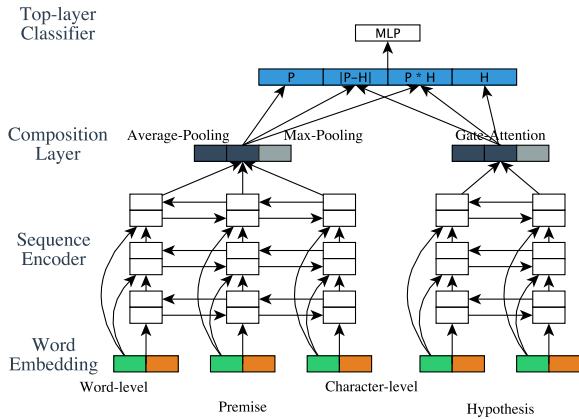 Top-layer
Classifier
MLP
P |P-H| P * H H
Composition
Layer
Average-Pooling Max-Pooling Gate-Attention
Sequence
Encoder
Word
Embedding
Word-level Character-level
Premise Hypothesis